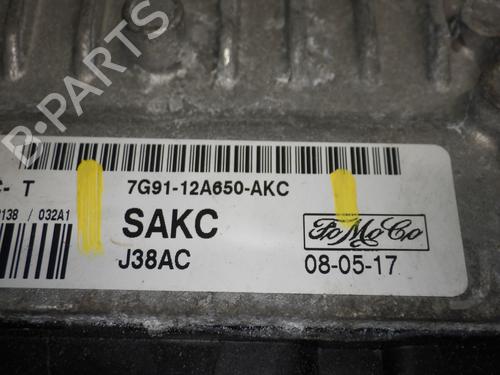 B-PARTS
C- T
7G91-12A650-AKC
138 / 032A1
SAKC
FoMoCo
J38AC
08-05-17